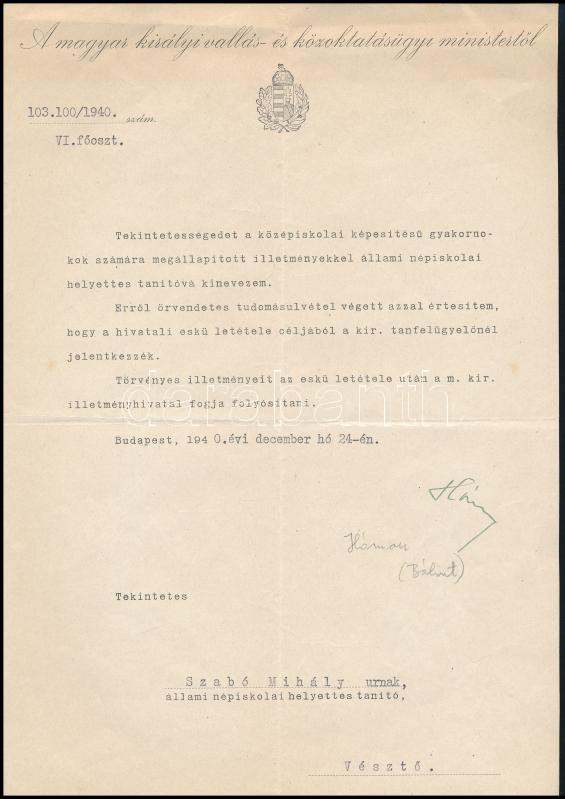 A magyar királyi vallás- és közoktatásügyi ministertől
103.100/1940. szám.
VI.főoszt.
Tekintetességedet a középiskolai képesitésü gyakorno-
kok számára megállapitott illetményekkel állami népiskolai
helyettes tanitóvá kinevezem.
Erről örvendetes tudomásulvétel végett azzal értesitem,
hogy a hivatali eskü letétele céljából a kir. tanfelügyelőnél
jelentkezzék.
Törvényes illetményeit az eskü letétele után a m. kir.
illetményhivatal fogja folyósitani.
darabanth
Budapest, 1940.évi december hó 24-én.
Hóman
(Bálint)
Tekintetes
Szabó Mihály urnak,
állami népiskolai helyettes tanitó,
Vésztő.